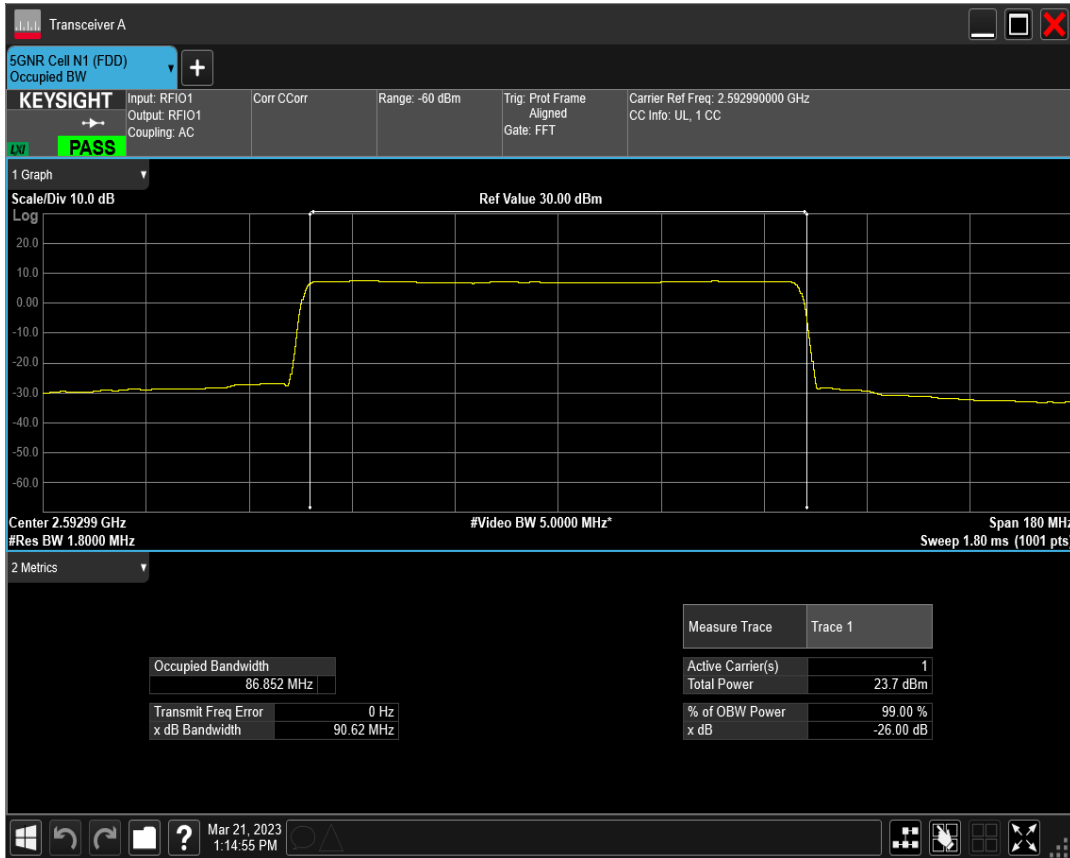 Transceiver A
5GNR Cell N1 (FDD)
Occupied BW
+
KEYSIGHT
LXI
PASS
Input: RFIO1
Output: RFIO1
Coupling: AC
Corr CCorr
Range: -60 dBm
Trig: Prot Frame
Aligned
Gate: FFT
Carrier Ref Freq: 2.592990000 GHz
CC Info: UL, 1 CC
1 Graph
Scale/Div 10.0 dB
Ref Value 30.00 dBm
Log
20.0
10.0
0.00
-10.0
-20.0
-30.0
-40.0
-50.0
-60.0
Center 2.59299 GHz
#Video BW 5.0000 MHz*
Span 180 MHz
#Res BW 1.8000 MHz
Sweep 1.80 ms (1001 pts)
2 Metrics
Measure Trace Trace 1
Occupied Bandwidth
86.852 MHz
Transmit Freq Error 0 Hz
x dB Bandwidth 90.62 MHz
Active Carrier(s) 1
Total Power 23.7 dBm
% of OBW Power 99.00 %
x dB -26.00 dB
?
Mar 21, 2023
1:14:55 PM